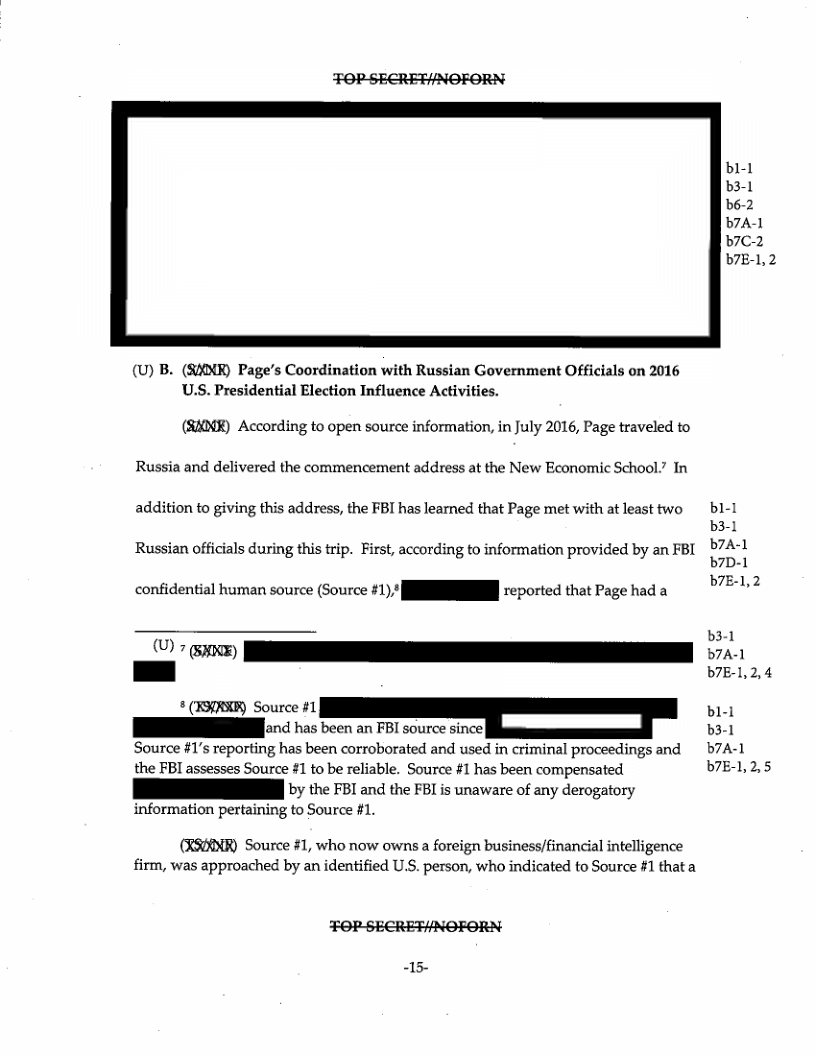 TOP SECRET//NOFORN
b1-1
b3-1
b6-2
b7A-1
b7C-2
b7E-1, 2
(U) B. (S//NF) Page's Coordination with Russian Government Officials on 2016
U.S. Presidential Election Influence Activities.
(S//NF) According to open source information, in July 2016, Page traveled to
Russia and delivered the commencement address at the New Economic School.⁷ In
addition to giving this address, the FBI has learned that Page met with at least two
Russian officials during this trip. First, according to information provided by an FBI
confidential human source (Source #1),⁸ reported that Page had a
b1-1
b3-1
b7A-1
b7D-1
b7E-1, 2
(U) ⁷ (S//NF)
b3-1
b7A-1
b7E-1, 2, 4
⁸ (TS//NF) Source #1
and has been an FBI source since
Source #1's reporting has been corroborated and used in criminal proceedings and
the FBI assesses Source #1 to be reliable. Source #1 has been compensated
by the FBI and the FBI is unaware of any derogatory
information pertaining to Source #1.
b1-1
b3-1
b7A-1
b7E-1, 2, 5
(TS//NF) Source #1, who now owns a foreign business/financial intelligence
firm, was approached by an identified U.S. person, who indicated to Source #1 that a
TOP SECRET//NOFORN
-15-